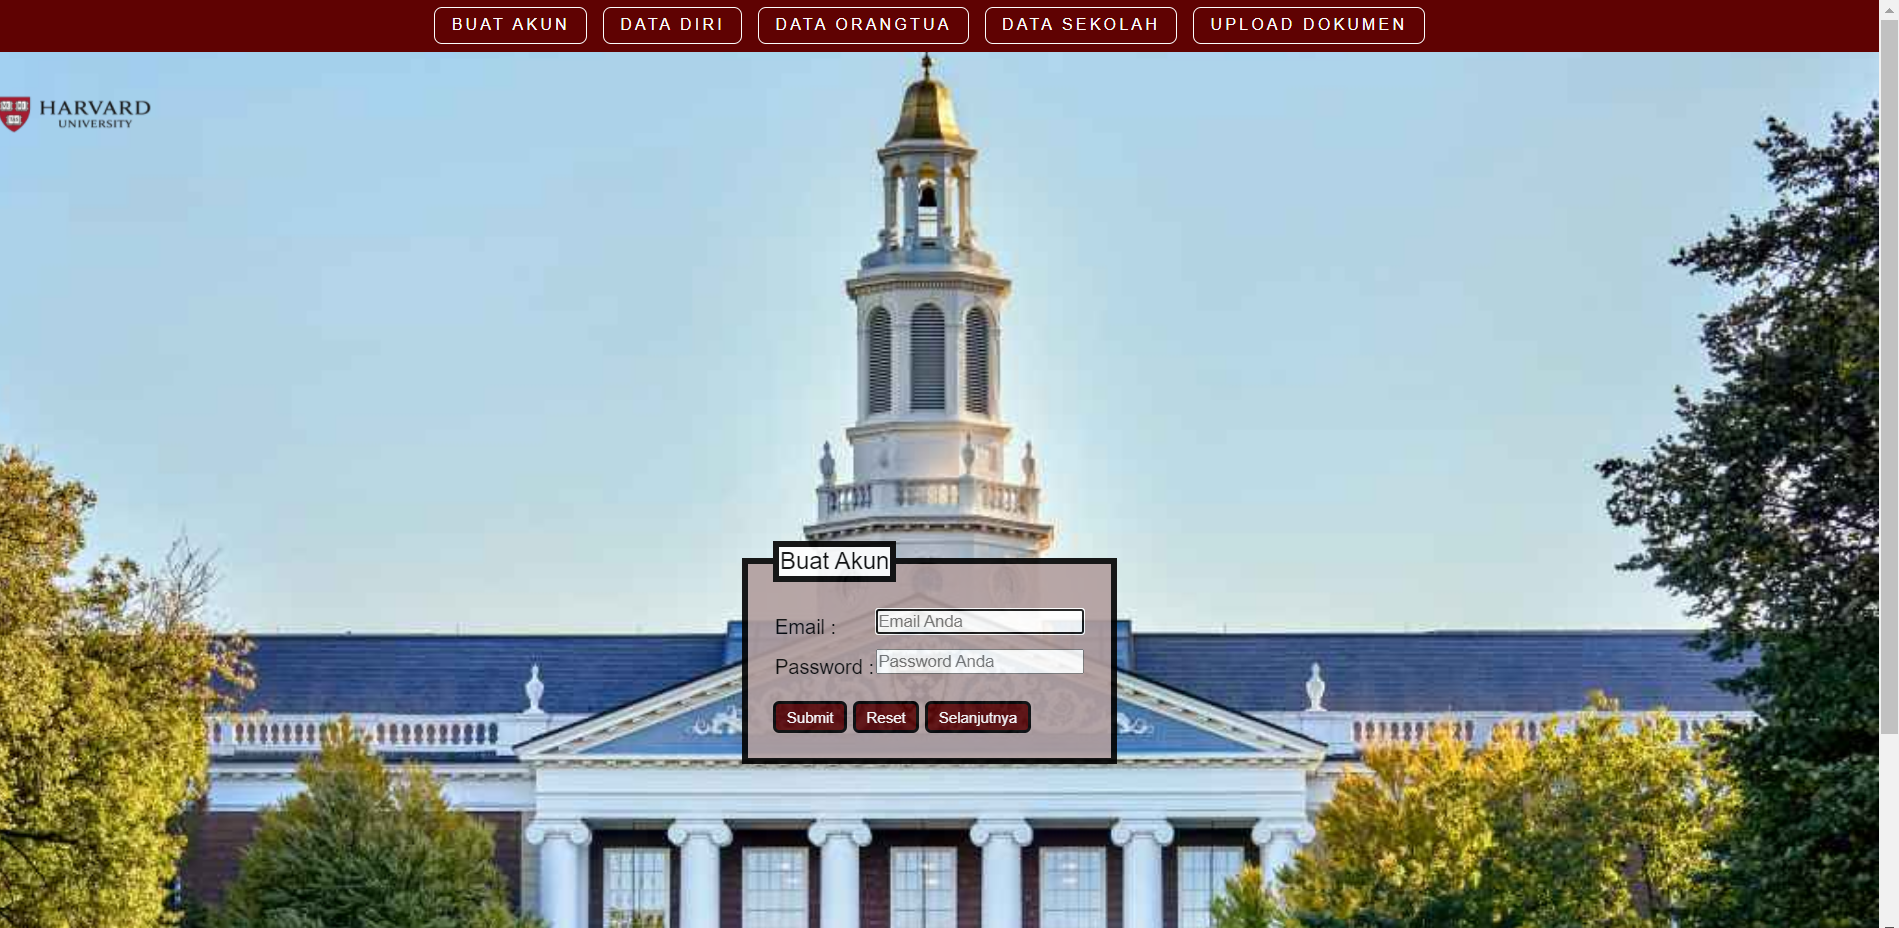 BUAT AKUN DATA DIRI DATA ORANGTUA DATA SEKOLAH UPLOAD DOKUMEN
HARVARD
UNIVERSITY
Buat Akun
Email : Email Anda
Password : Password Anda
Submit Reset Selanjutnya